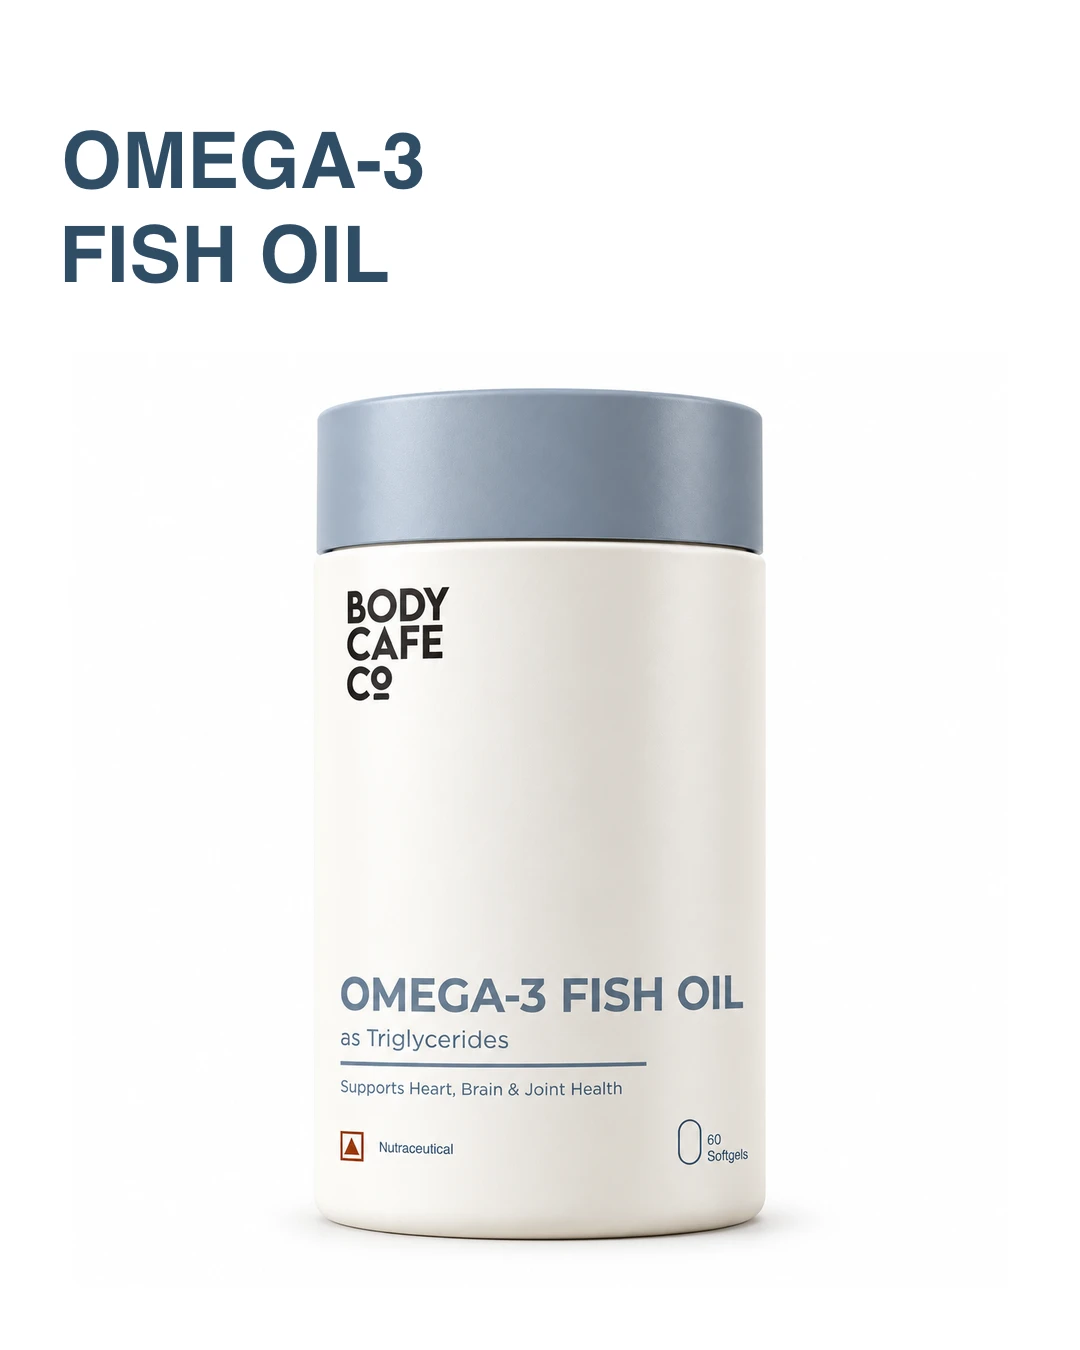 OMEGA-3
FISH OIL
BODY
CAFE
Co
OMEGA-3 FISH OIL
as Triglycerides
Supports Heart, Brain & Joint Health
Nutraceutical
60
Softgels